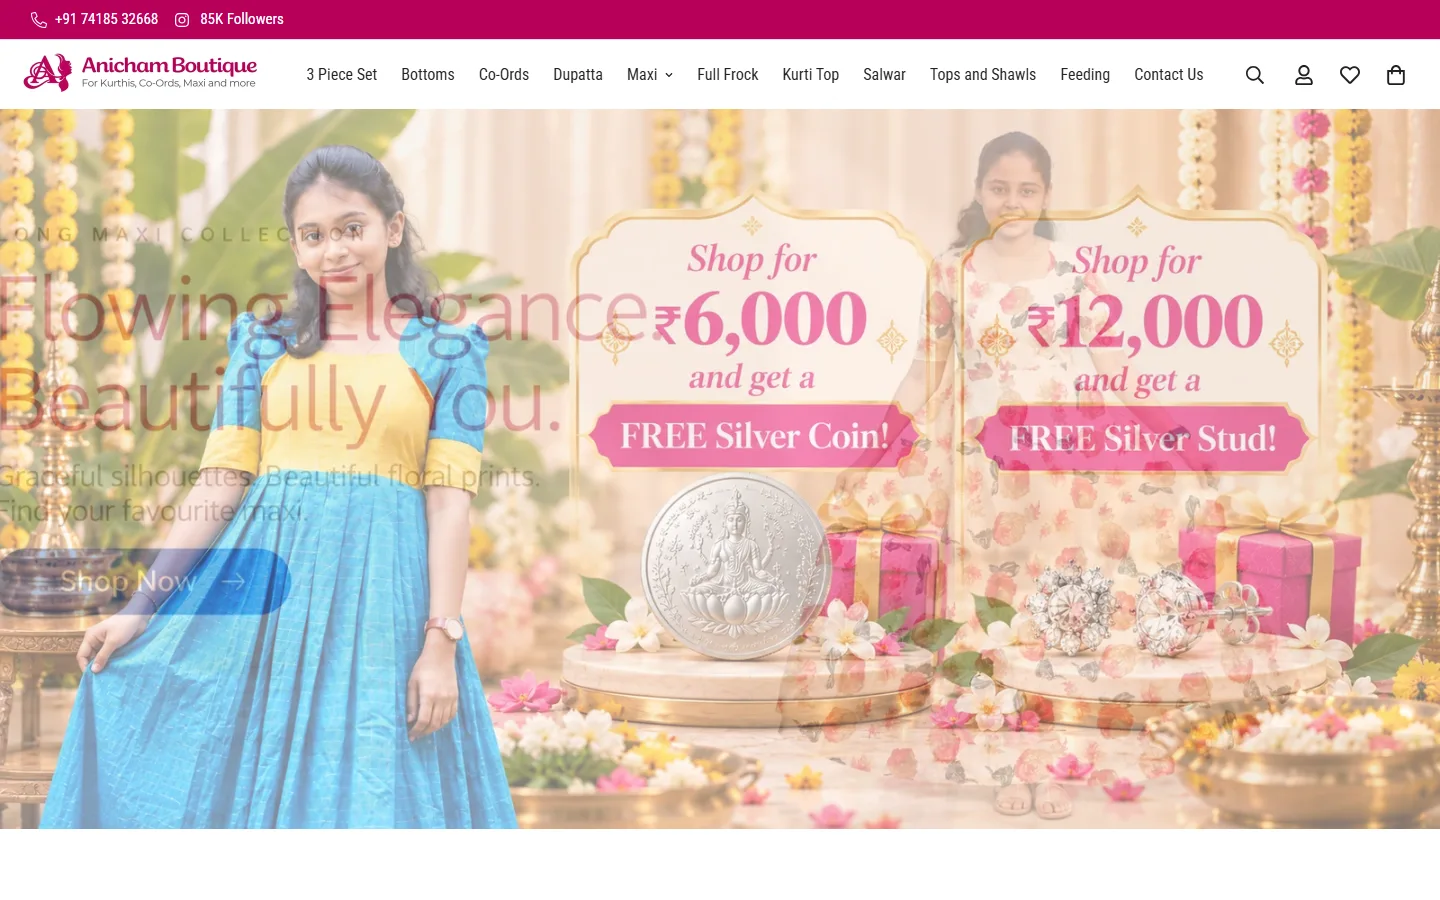 +91 74185 32668
85K Followers
Anicham Boutique
For Kurthis, Co-Ords, Maxi and more
3 Piece Set
Bottoms
Co-Ords
Dupatta
Maxi
Full Frock
Kurti Top
Salwar
Tops and Shawls
Feeding
Contact Us
LONG MAXI COLLECTION
Flowing Elegance.
Beautifully You.
Graceful silhouettes. Beautiful floral prints.
Find your favourite maxi.
Shop Now
Shop for
₹6,000
and get a
FREE Silver Coin!
Shop for
₹12,000
and get a
FREE Silver Stud!